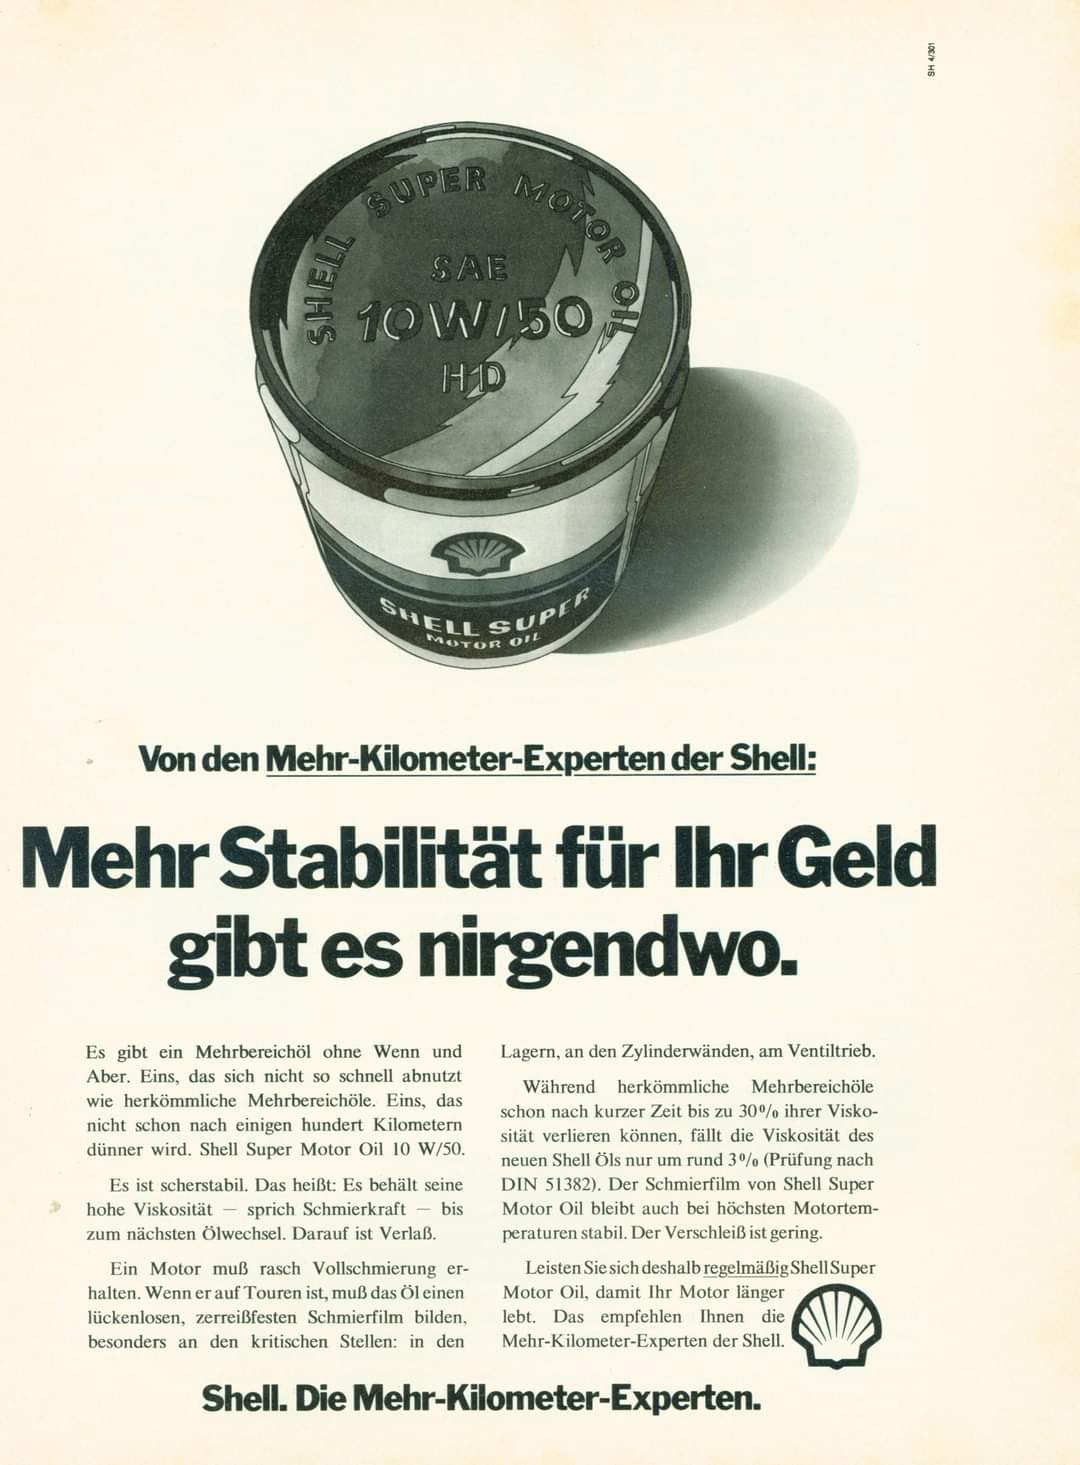 SH 4/301
SHELL SUPER MOTOR OIL
SAE
10W/50
HD
SHELL SUPER
MOTOR OIL
Von den Mehr-Kilometer-Experten der Shell:
Mehr Stabilität für Ihr Geld
gibt es nirgendwo.
Es gibt ein Mehrbereichöl ohne Wenn und
Aber. Eins, das sich nicht so schnell abnutzt
wie herkömmliche Mehrbereichöle. Eins, das
nicht schon nach einigen hundert Kilometern
dünner wird. Shell Super Motor Oil 10 W/50.
Es ist scherstabil. Das heißt: Es behält seine
hohe Viskosität — sprich Schmierkraft — bis
zum nächsten Ölwechsel. Darauf ist Verlaß.
Ein Motor muß rasch Vollschmierung er-
halten. Wenn er auf Touren ist, muß das Öl einen
lückenlosen, zerreißfesten Schmierfilm bilden,
besonders an den kritischen Stellen: in den
Lagern, an den Zylinderwänden, am Ventiltrieb.
Während herkömmliche Mehrbereichöle
schon nach kurzer Zeit bis zu 30% ihrer Visko-
sität verlieren können, fällt die Viskosität des
neuen Shell Öls nur um rund 3% (Prüfung nach
DIN 51382). Der Schmierfilm von Shell Super
Motor Oil bleibt auch bei höchsten Motortem-
peraturen stabil. Der Verschleiß ist gering.
Leisten Sie sich deshalb regelmäßig Shell Super
Motor Oil, damit Ihr Motor länger
lebt. Das empfehlen Ihnen die
Mehr-Kilometer-Experten der Shell.
Shell. Die Mehr-Kilometer-Experten.